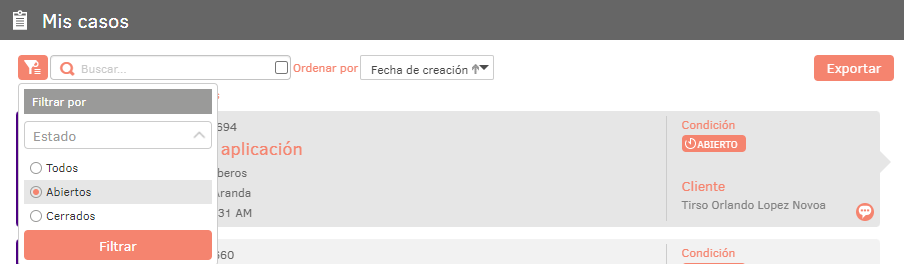 Mis casos
Buscar...
Ordenar por
Fecha de creación
Exportar
Filtrar por
Estado
Todos
Abiertos
Cerrados
Filtrar
694
aplicación
beros
Aranda
31 AM
Condición
ABIERTO
Cliente
Tirso Orlando Lopez Novoa
660
Condición